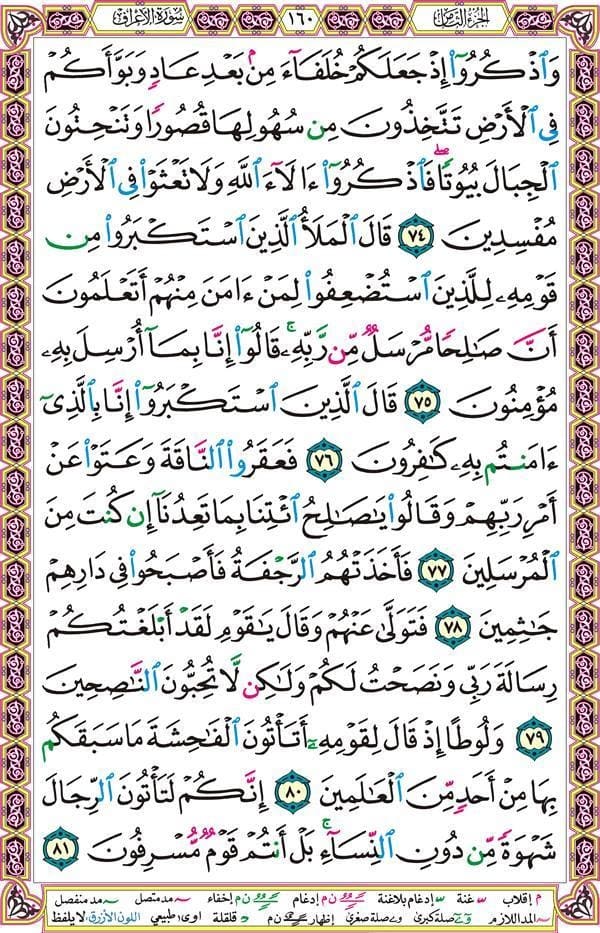 الجزء الثامن
١٦٠
سورة الأعراف
وَٱذْكُرُوٓا۟ إِذْ جَعَلَكُمْ خُلَفَآءَ مِنۢ بَعْدِ عَادٍ وَبَوَّأَكُمْ
فِى ٱلْأَرْضِ تَتَّخِذُونَ مِن سُهُولِهَا قُصُورًا وَتَنْحِتُونَ
ٱلْجِبَالَ بُيُوتًا ۖ فَٱذْكُرُوٓا۟ ءَالَآءَ ٱللَّهِ وَلَا تَعْثَوْا۟ فِى ٱلْأَرْضِ
مُفْسِدِينَ ٧٤ قَالَ ٱلْمَلَأُ ٱلَّذِينَ ٱسْتَكْبَرُوا۟ مِن
قَوْمِهِۦ لِلَّذِينَ ٱسْتُضْعِفُوا۟ لِمَنْ ءَامَنَ مِنْهُمْ أَتَعْلَمُونَ
أَنَّ صَٰلِحًا مُّرْسَلٌ مِّن رَّبِّهِۦ ۚ قَالُوٓا۟ إِنَّا بِمَآ أُرْسِلَ بِهِۦ
مُؤْمِنُونَ ٧٥ قَالَ ٱلَّذِينَ ٱسْتَكْبَرُوٓا۟ إِنَّا بِٱلَّذِىٓ
ءَامَنتُم بِهِۦ كَٰفِرُونَ ٧٦ فَعَقَرُوا۟ ٱلنَّاقَةَ وَعَتَوْا۟ عَنْ
أَمْرِ رَبِّهِمْ وَقَالُوا۟ يَٰصَٰلِحُ ٱئْتِنَا بِمَا تَعِدُنَآ إِن كُنتَ مِنَ
ٱلْمُرْسَلِينَ ٧٧ فَأَخَذَتْهُمُ ٱلرَّجْفَةُ فَأَصْبَحُوا۟ فِى دَارِهِمْ
جَٰثِمِينَ ٧٨ فَتَوَلَّىٰ عَنْهُمْ وَقَالَ يَٰقَوْمِ لَقَدْ أَبْلَغْتُكُمْ
رِسَالَةَ رَبِّى وَنَصَحْتُ لَكُمْ وَلَٰكِن لَّا تُحِبُّونَ ٱلنَّٰصِحِينَ
٧٩ وَلُوطًا إِذْ قَالَ لِقَوْمِهِۦٓ أَتَأْتُونَ ٱلْفَٰحِشَةَ مَا سَبَقَكُم
بِهَا مِنْ أَحَدٍ مِّنَ ٱلْعَٰلَمِينَ ٨٠ إِنَّكُمْ لَتَأْتُونَ ٱلرِّجَالَ
شَهْوَةً مِّن دُونِ ٱلنِّسَآءِ ۚ بَلْ أَنتُمْ قَوْمٌ مُّسْرِفُونَ ٨١
م إقلاب غنة إدغام بلاغنة ن م إدغام ن م إخفاء مد متصل مد منفصل
المد اللازم صلة كبرى صلة صغرى إظهار ن م قلقلة اوى طبيعي اللون الأزرق لا يلفظ